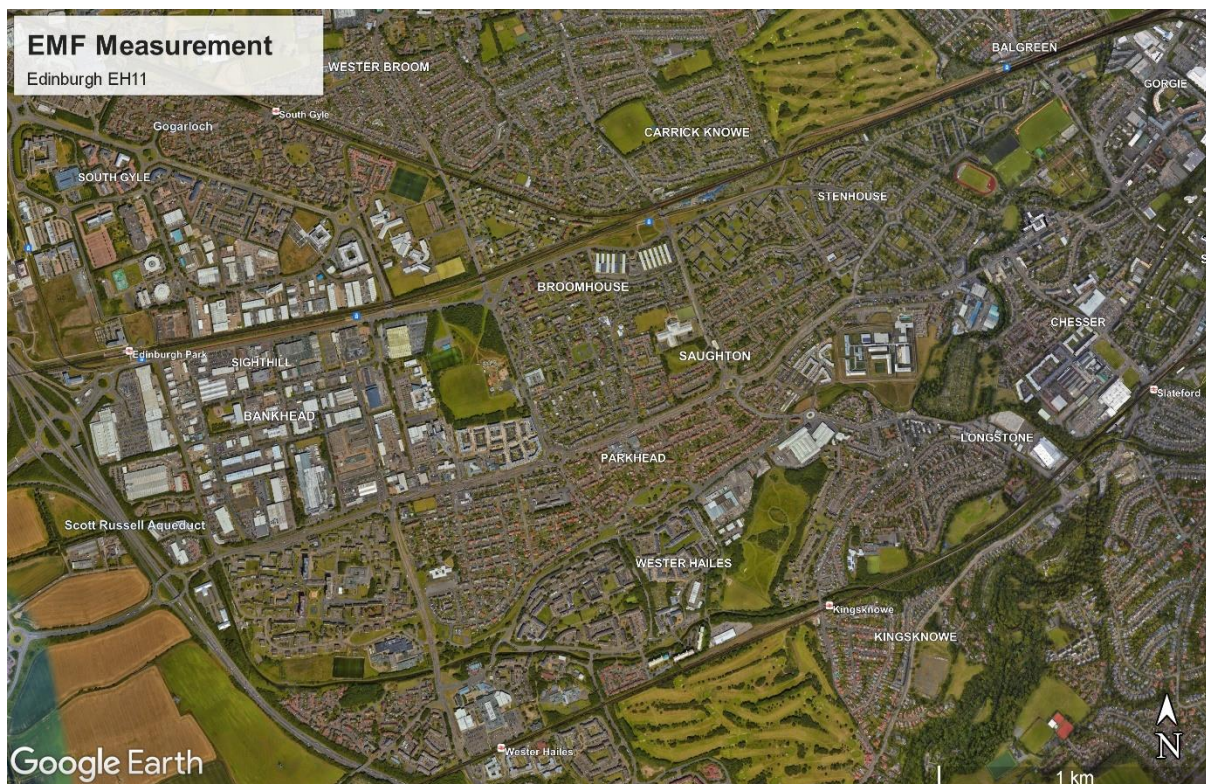 EMF Measurement
Edinburgh EH11
BALGREEN
WESTER BROOM
GORGIE
South Gyle
Gogarloch
CARRICK KNOWE
SOUTH GYLE
STENHOUSE
BROOMHOUSE
CHESSER
Edinburgh Park
SIGHTHILL
SAUGHTON
Slateford
BANKHEAD
LONGSTONE
PARKHEAD
Scott Russell Aqueduct
WESTER HAILES
Kingsknowe
KINGSKNOWE
N
Wester Hailes
Google Earth
1 km